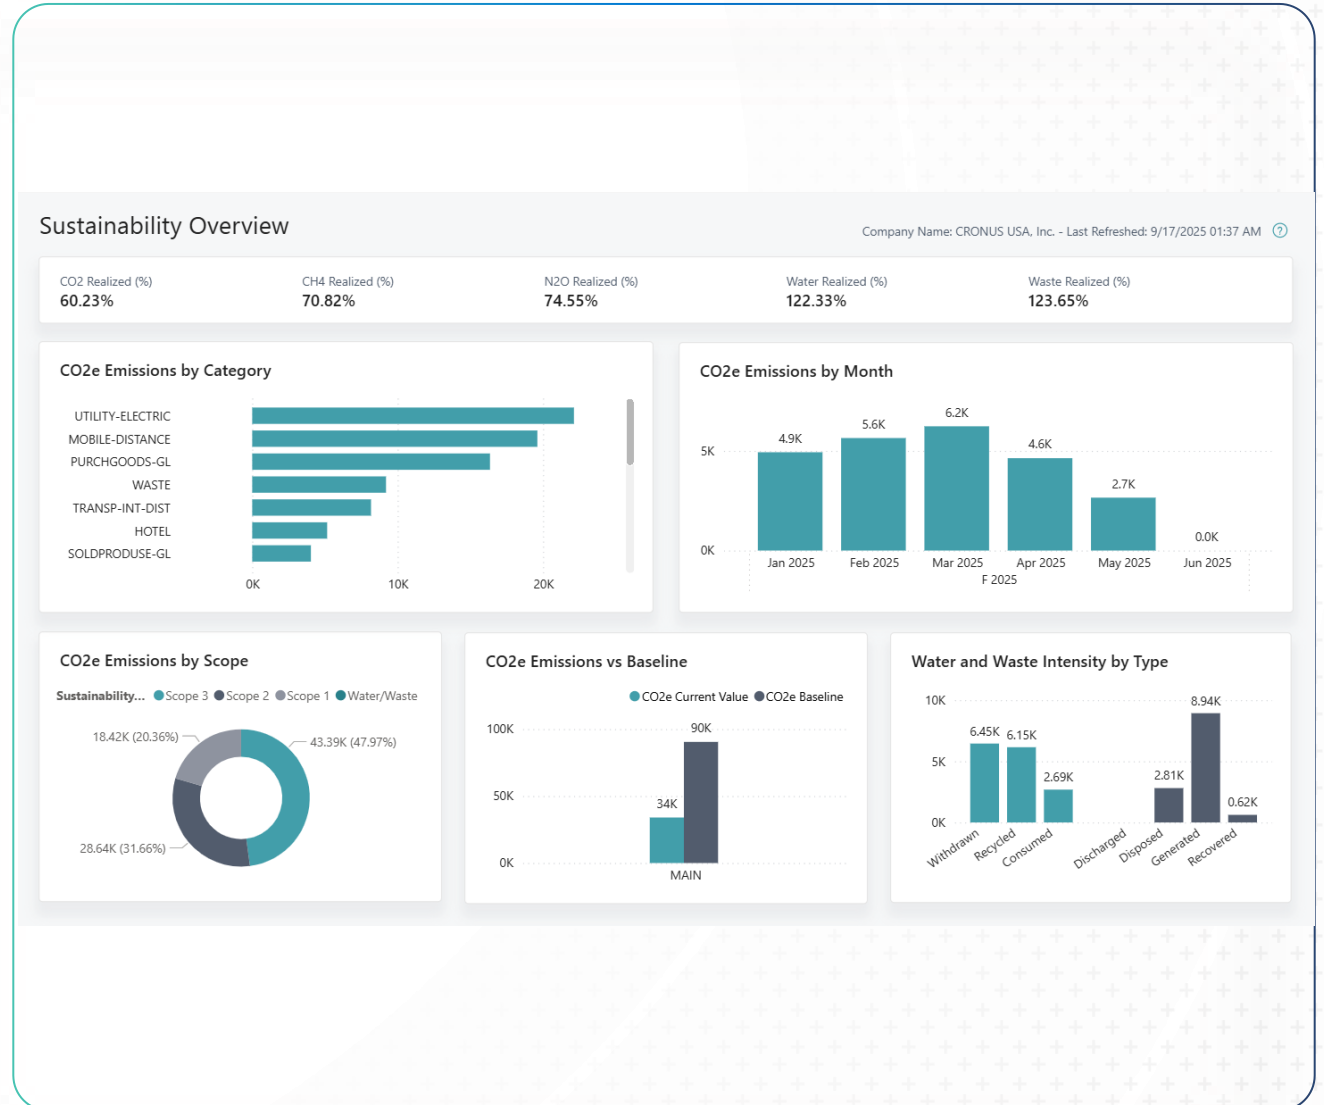 Sustainability Overview
Company Name: CRONUS USA, Inc. - Last Refreshed: 9/17/2025 01:37 AM ?
CO2 Realized (%)
60.23%
CH4 Realized (%)
70.82%
N2O Realized (%)
74.55%
Water Realized (%)
122.33%
Waste Realized (%)
123.65%
CO2e Emissions by Category
UTILITY-ELECTRIC
MOBILE-DISTANCE
PURCHGOODS-GL
WASTE
TRANSP-INT-DIST
HOTEL
SOLDPRODUSE-GL
0K 10K 20K
CO2e Emissions by Month
5K
0K
4.9K 5.6K 6.2K 4.6K 2.7K 0.0K
Jan 2025 Feb 2025 Mar 2025 Apr 2025 May 2025 Jun 2025
F 2025
CO2e Emissions by Scope
Sustainability... Scope 3 Scope 2 Scope 1 Water/Waste
18.42K (20.36%)
43.39K (47.97%)
28.64K (31.66%)
CO2e Emissions vs Baseline
CO2e Current Value CO2e Baseline
100K
50K
0K
34K
90K
MAIN
Water and Waste Intensity by Type
10K
5K
0K
6.45K 6.15K 2.69K 2.81K 8.94K 0.62K
Withdrawn Recycled Consumed Discharged Disposed Generated Recovered